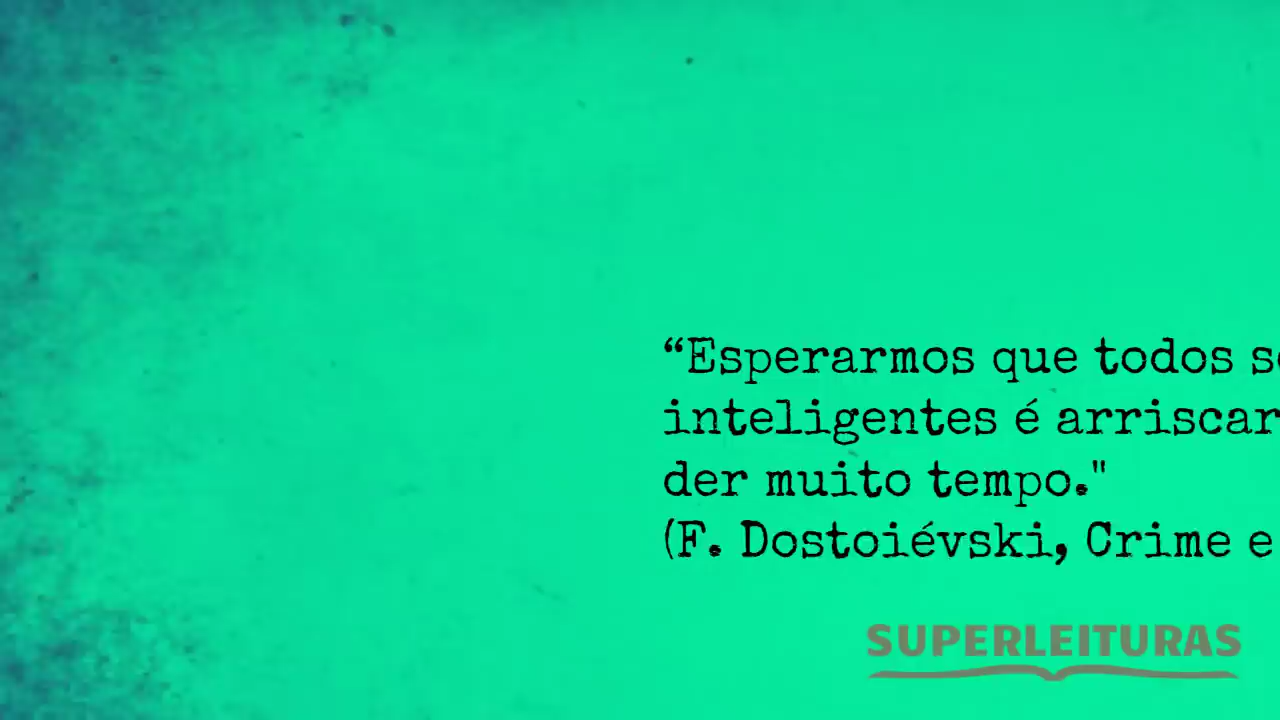 “Esperarmos que todos se
inteligentes é arriscar
der muito tempo."
(F. Dostoiévski, Crime e
SUPERLEITURAS